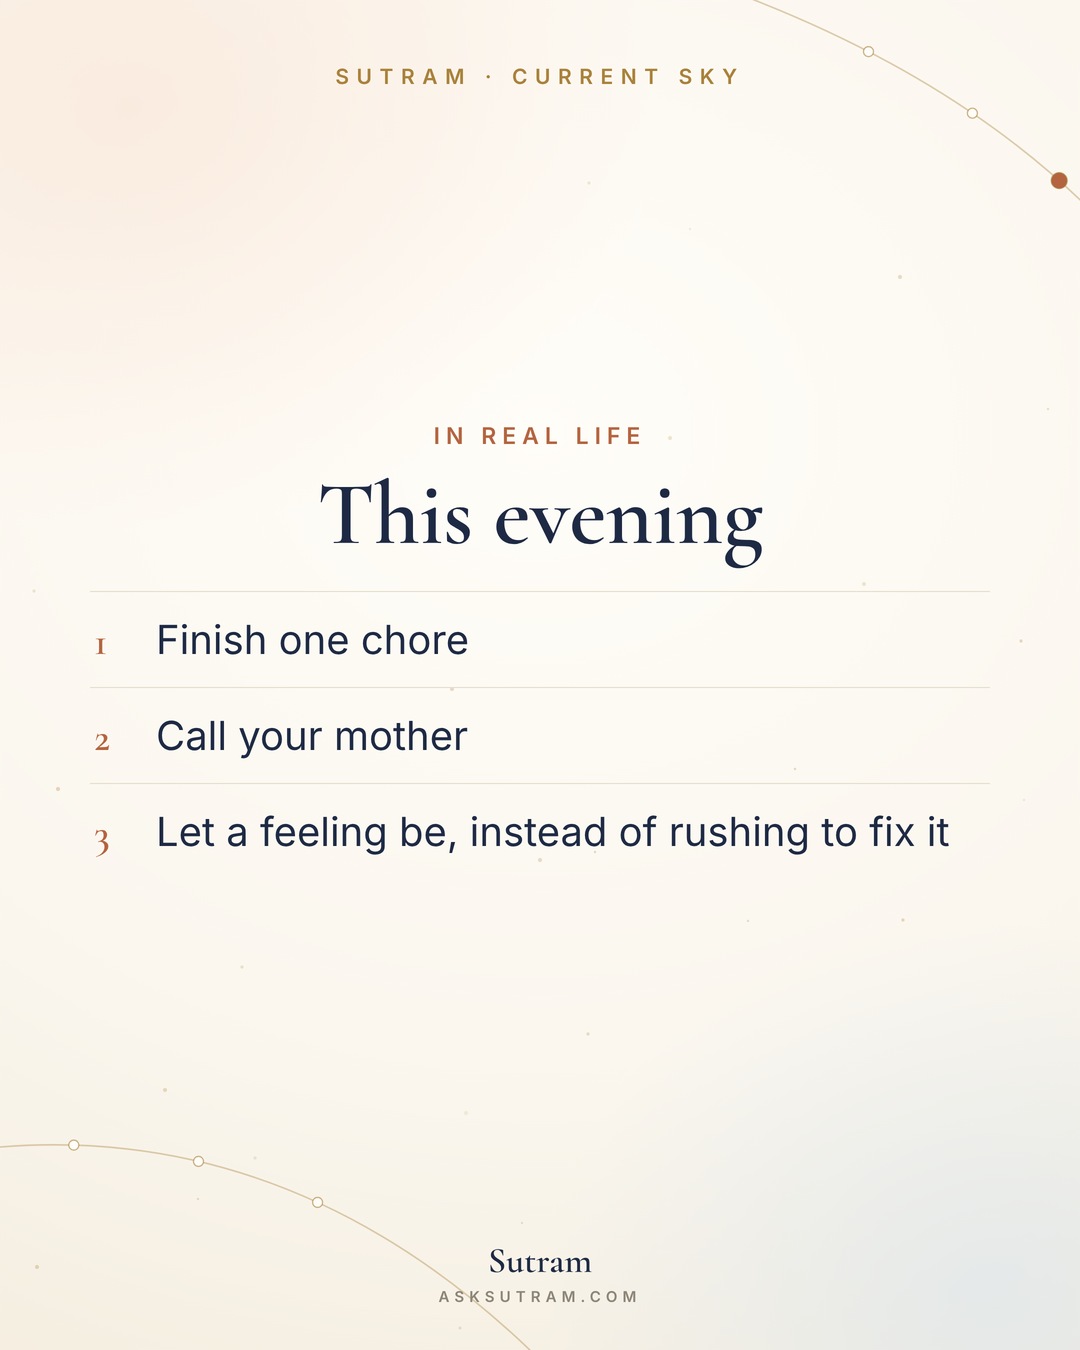 SUTRAM · CURRENT SKY
IN REAL LIFE
This evening
1 Finish one chore
2 Call your mother
3 Let a feeling be, instead of rushing to fix it
Sutram
ASKSUTRAM.COM